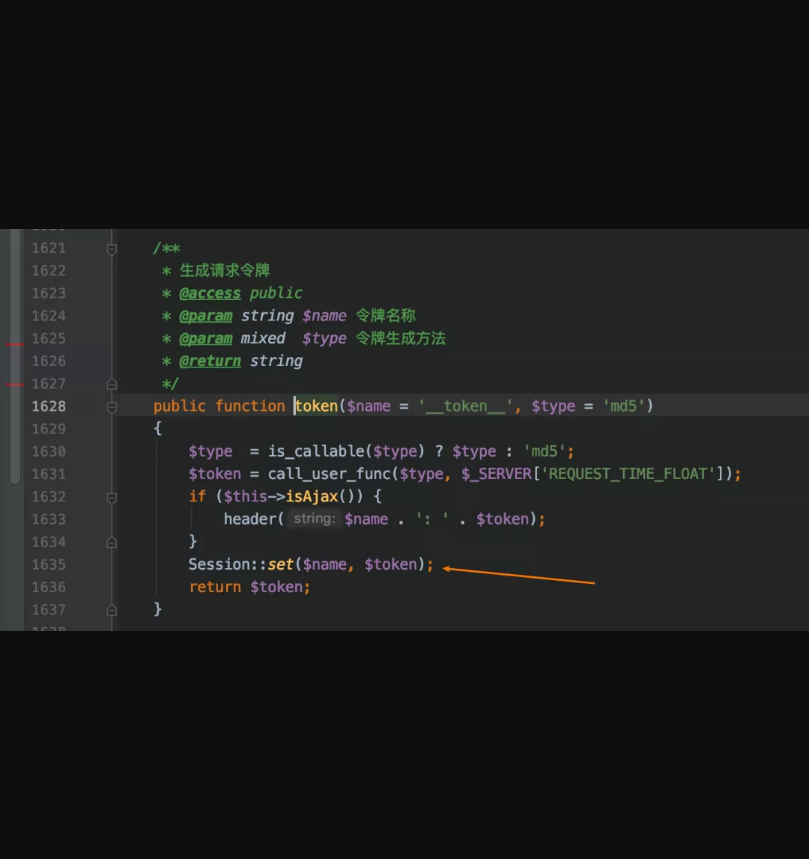 1621 /**
1622 * 生成请求令牌
1623 * @access public
1624 * @param string $name 令牌名称
1625 * @param mixed  $type 令牌生成方法
1626 * @return string
1627 */
1628 public function token($name = '__token__', $type = 'md5')
1629 {
1630 $type  = is_callable($type) ? $type : 'md5';
1631 $token = call_user_func($type, $_SERVER['REQUEST_TIME_FLOAT']);
1632 if ($this->isAjax()) {
1633 header( string: $name . ': ' . $token);
1634 }
1635 Session::set($name, $token);
1636 return $token;
1637 }